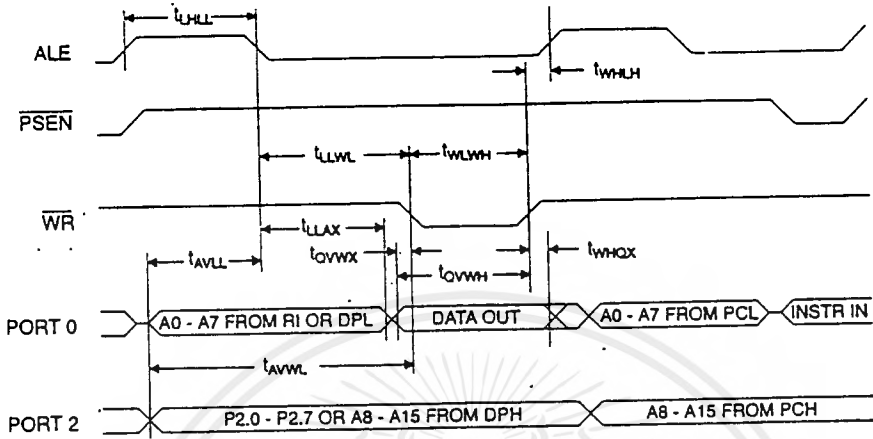 tLHLL
ALE
tWHLH
PSEN
tLLWL
tWLWH
WR
tLLAX
tAVLL
tQVWX
tWHQX
tQVWH
PORT 0
A0 - A7 FROM RI OR DPL
DATA OUT
A0 - A7 FROM PCL
INSTR IN
tAVWL
PORT 2
P2.0 - P2.7 OR A8 - A15 FROM DPH
A8 - A15 FROM PCH